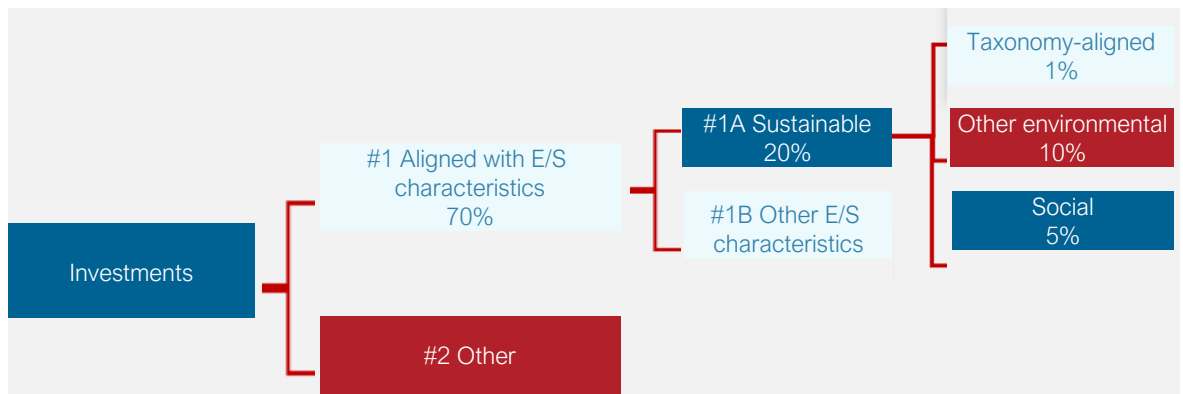 Investments
#1 Aligned with E/S
characteristics
70%
#2 Other
#1A Sustainable
20%
#1B Other E/S
characteristics
Taxonomy-aligned
1%
Other environmental
10%
Social
5%